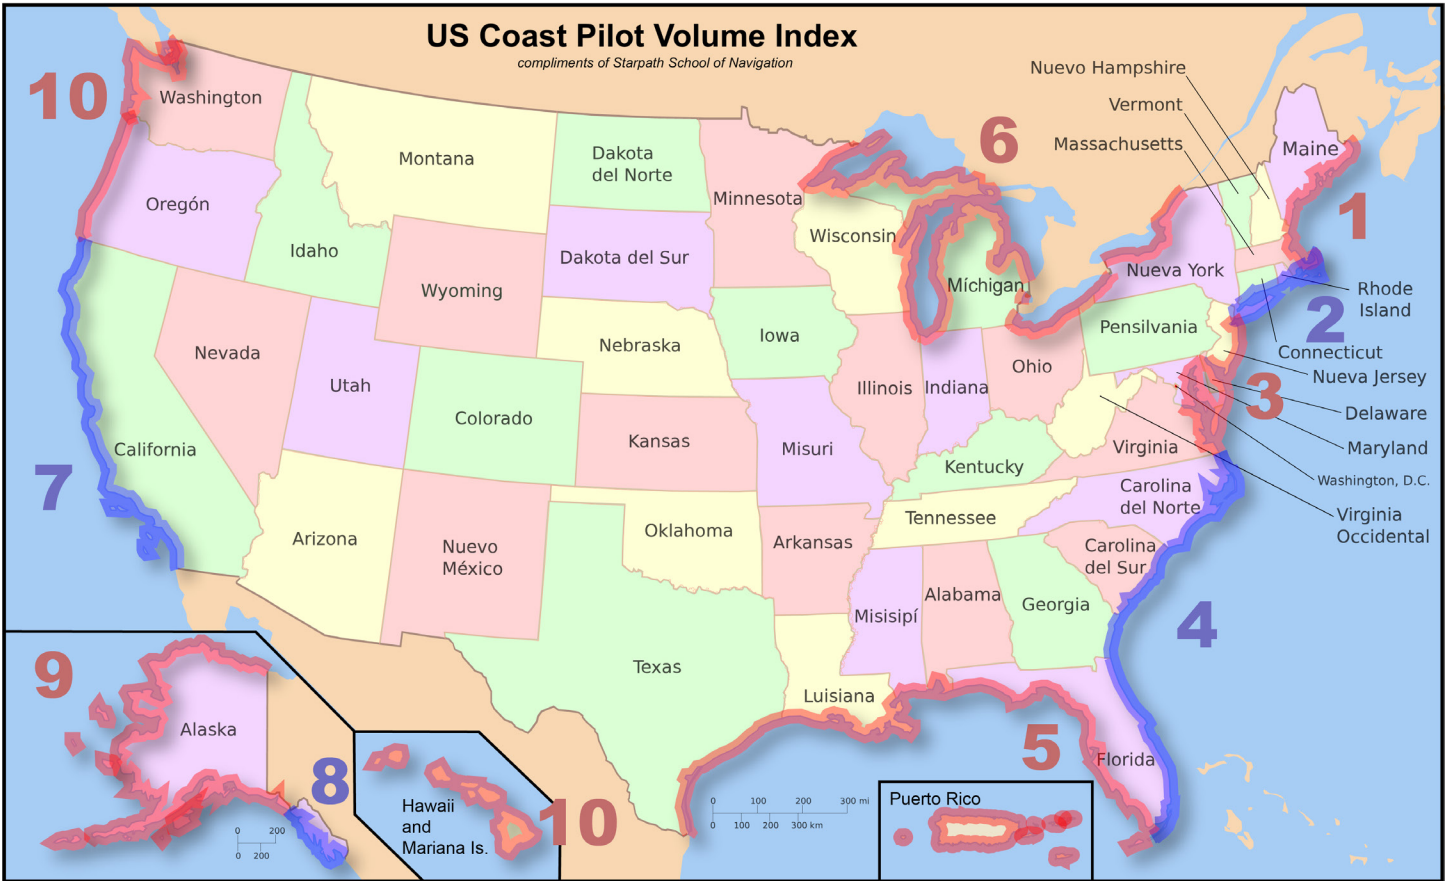 US Coast Pilot Volume Index
compliments of Starpath School of Navigation
10
Washington
Montana
Dakota
del Norte
Minnesota
6
Nuevo Hampshire
Vermont
Massachusetts
Maine
1
Oregón
Idaho
Dakota del Sur
Wisconsin
Wyoming
Míchigan
Nueva York
Rhode
Island
2
Nevada
Utah
Nebraska
Iowa
Illinois
Indiana
Ohio
Pensilvania
Connecticut
Nueva Jersey
3
Delaware
Maryland
Washington, D.C.
Virginia
Occidental
7
California
Colorado
Kansas
Misuri
Kentucky
Virginia
Carolina
del Norte
Arizona
Nuevo
México
Oklahoma
Arkansas
Tennessee
Carolina
del Sur
Misisipí
Alabama
Georgia
4
Texas
Luisiana
5
Florida
9
Alaska
8
0 200
0 200
Hawaii
and
Mariana Is.
10
0 100 200 300 mi
0 100 200 300 km
Puerto Rico